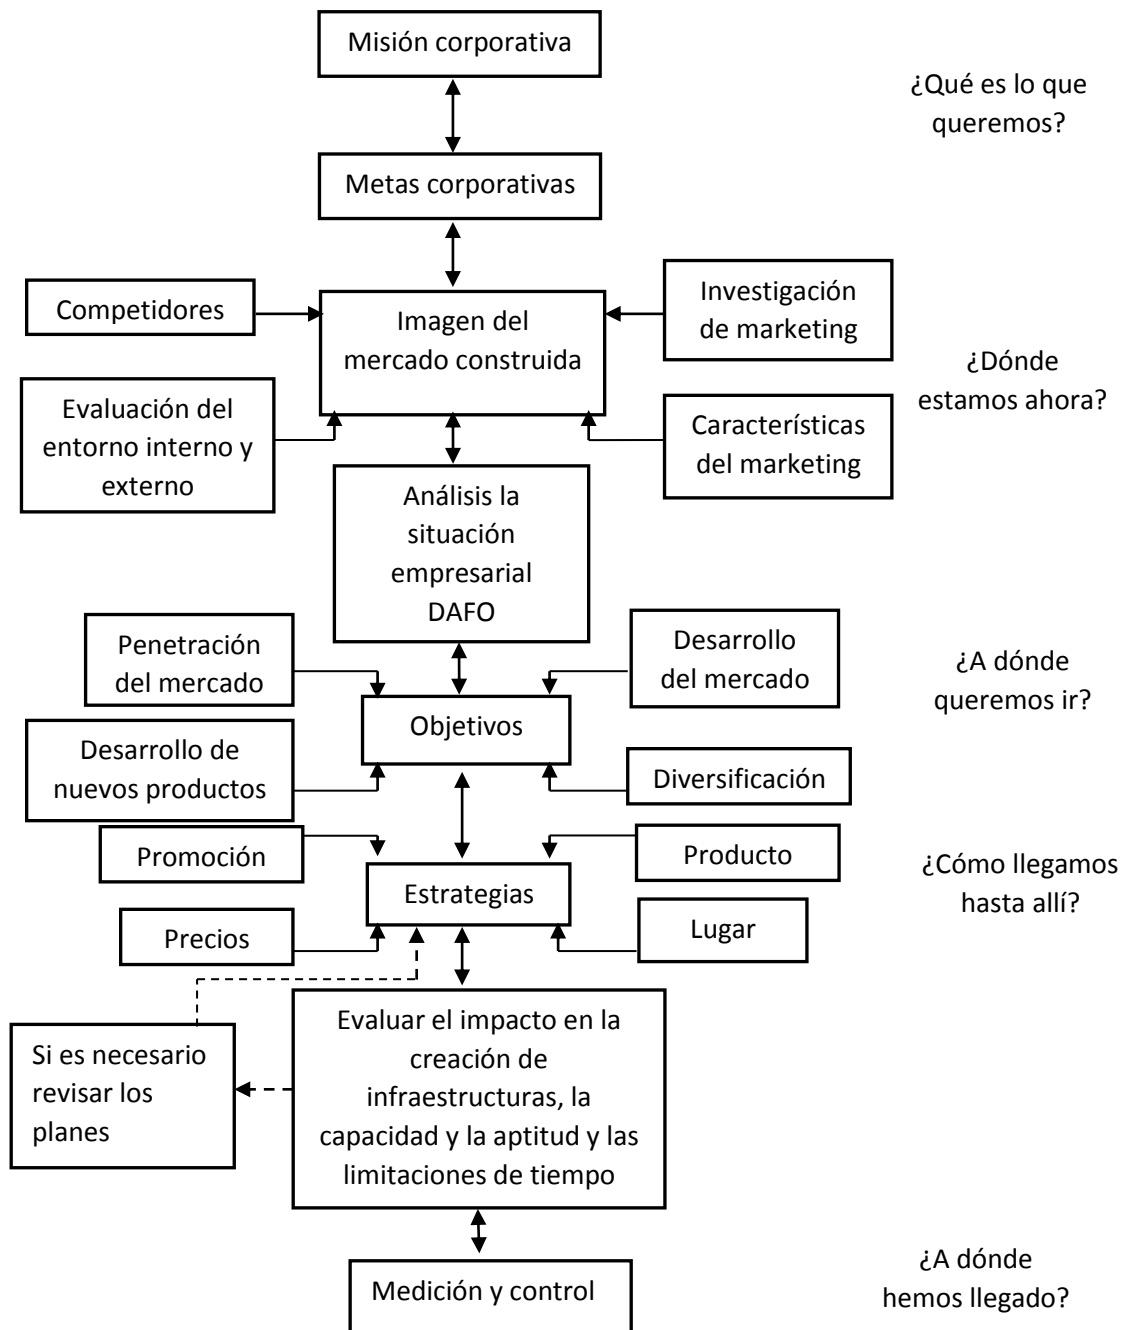 Misión corporativa
¿Qué es lo que
queremos?
Metas corporativas
Competidores
Imagen del
mercado construida
Investigación
de marketing
¿Dónde
estamos ahora?
Evaluación del
entorno interno y
externo
Características
del marketing
Análisis la
situación
empresarial
DAFO
Penetración
del mercado
Desarrollo
del mercado
¿A dónde
queremos ir?
Objetivos
Desarrollo de
nuevos productos
Diversificación
Promoción
Producto
¿Cómo llegamos
hasta allí?
Estrategias
Precios
Lugar
Evaluar el impacto en la
creación de
infraestructuras, la
capacidad y la aptitud y las
limitaciones de tiempo
Si es necesario
revisar los
planes
¿A dónde
hemos llegado?
Medición y control